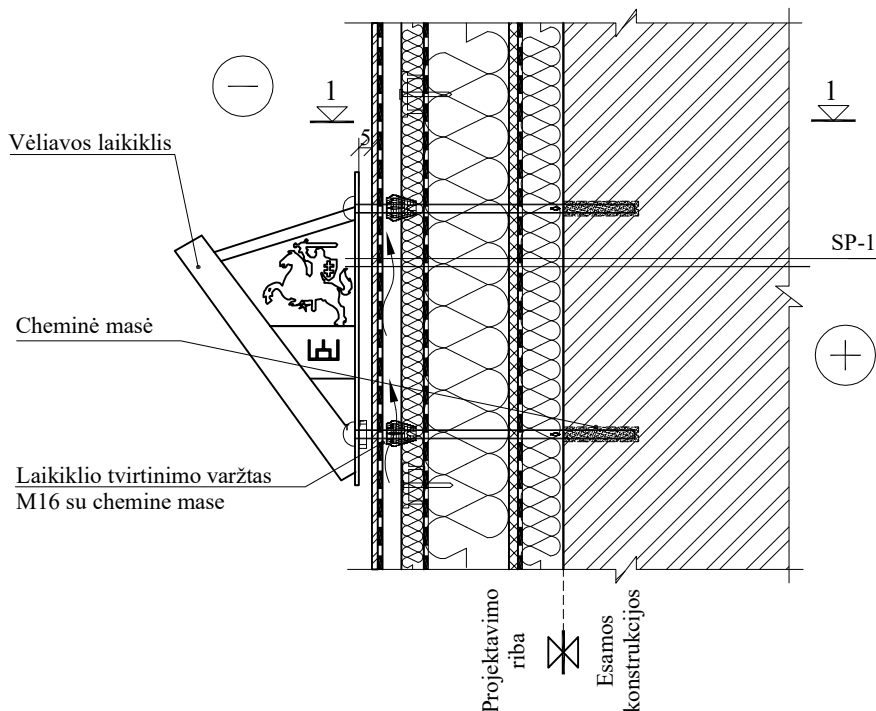 1
1
5
Vėliavos laikiklis
SP-1
Cheminė masė
Laikiklio tvirtinimo varžtas
M16 su chemine mase
Projektavimo
riba
Esamos
konstrukcijos